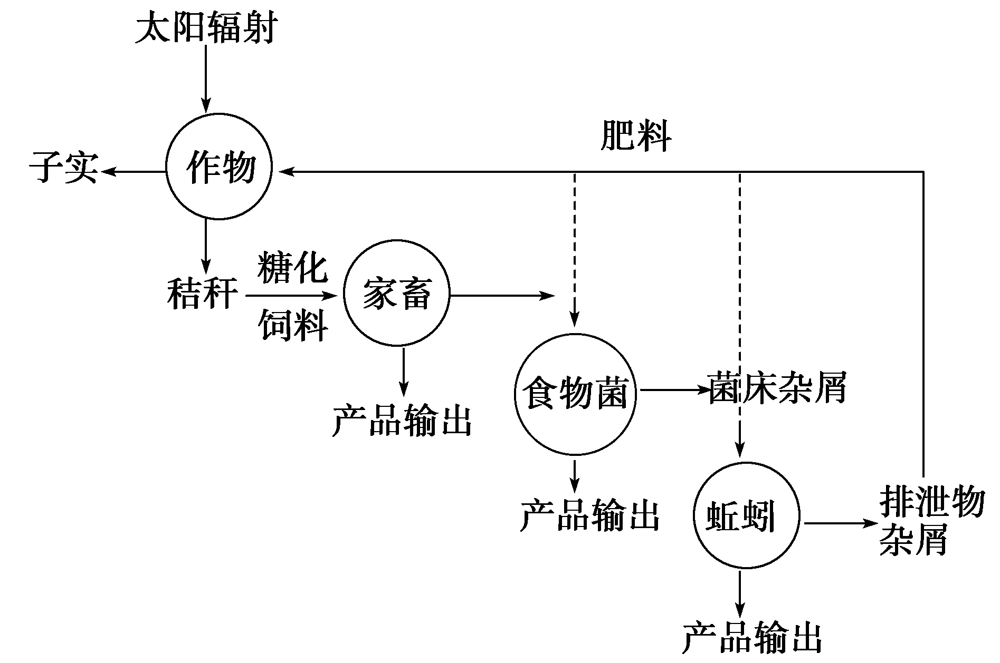 太阳辐射
肥料
子实
作物
糖化
秸秆
家畜
饲料
食物菌
菌床杂屑
产品输出
排泄物
杂屑
产品输出
蚯蚓
产品输出